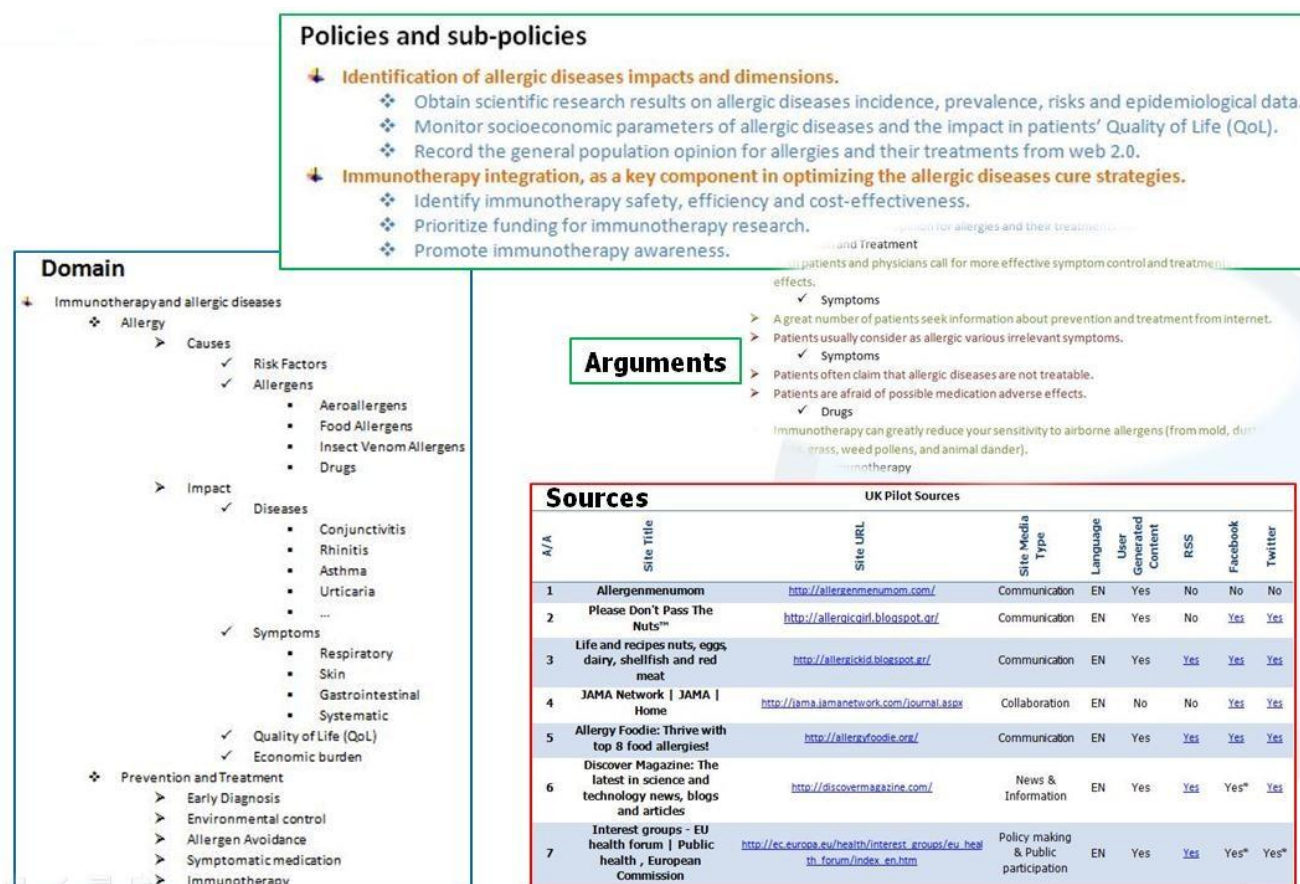 Policies and sub-policies
Identification of allergic diseases impacts and dimensions.
Obtain scientific research results on allergic diseases incidence, prevalence, risks and epidemiological data.
Monitor socioeconomic parameters of allergic diseases and the impact in patients' Quality of Life (QoL).
Record the general population opinion for allergies and their treatments from web 2.0.
Immunotherapy integration, as a key component in optimizing the allergic diseases cure strategies.
Identify immunotherapy safety, efficiency and cost-effectiveness.
Prioritize funding for immunotherapy research.
Promote immunotherapy awareness.
Domain
Immunotherapy and allergic diseases
Allergy
Causes
Risk Factors
Allergens
Aeroallergens
Food Allergens
Insect Venom Allergens
Drugs
Impact
Diseases
Conjunctivitis
Rhinitis
Asthma
Urticaria
...
Symptoms
Respiratory
Skin
Gastrointestinal
Systematic
Quality of Life (QoL)
Economic burden
Prevention and Treatment
Early Diagnosis
Environmental control
Allergen Avoidance
Symptomatic medication
Immunotherapy
Arguments
for allergies and their
and Treatment
patients and physicians call for more effective symptom control and treatment
effects.
Symptoms
A great number of patients seek information about prevention and treatment from internet.
Patients usually consider as allergic various irrelevant symptoms.
Symptoms
Patients often claim that allergic diseases are not treatable.
Patients are afraid of possible medication adverse effects.
Drugs
Immunotherapy can greatly reduce your sensitivity to airborne allergens (from mold,
grass, weed pollens, and animal dander).
Sources
UK Pilot Sources
A/A Site Title Site URL Site Media Type Language User Generated Content RSS Facebook Twitter
1 Allergenmenumom http://allergenmenumom.com/ Communication EN Yes No No No
2 Please Don't Pass The Nuts™ http://allergicgirl.blogspot.gr/ Communication EN Yes No Yes Yes
3 Life and recipes nuts, eggs, dairy, shellfish and red meat http://allergickid.blogspot.gr/ Communication EN Yes Yes Yes Yes
4 JAMA Network | JAMA | Home http://jama.jamanetwork.com/journal.aspx Collaboration EN No No Yes Yes
5 Allergy Foodie: Thrive with top 8 food allergies! http://allergyfoodie.org/ Communication EN Yes Yes Yes Yes
6 Discover Magazine: The latest in science and technology news, blogs and articles http://discovermagazine.com/ News & Information EN Yes Yes Yes* Yes
7 Interest groups - EU health forum | Public health , European Commission http://ec.europa.eu/health/interest_groups/eu_health_forum/index_en.htm Policy making & Public participation EN Yes Yes Yes* Yes*